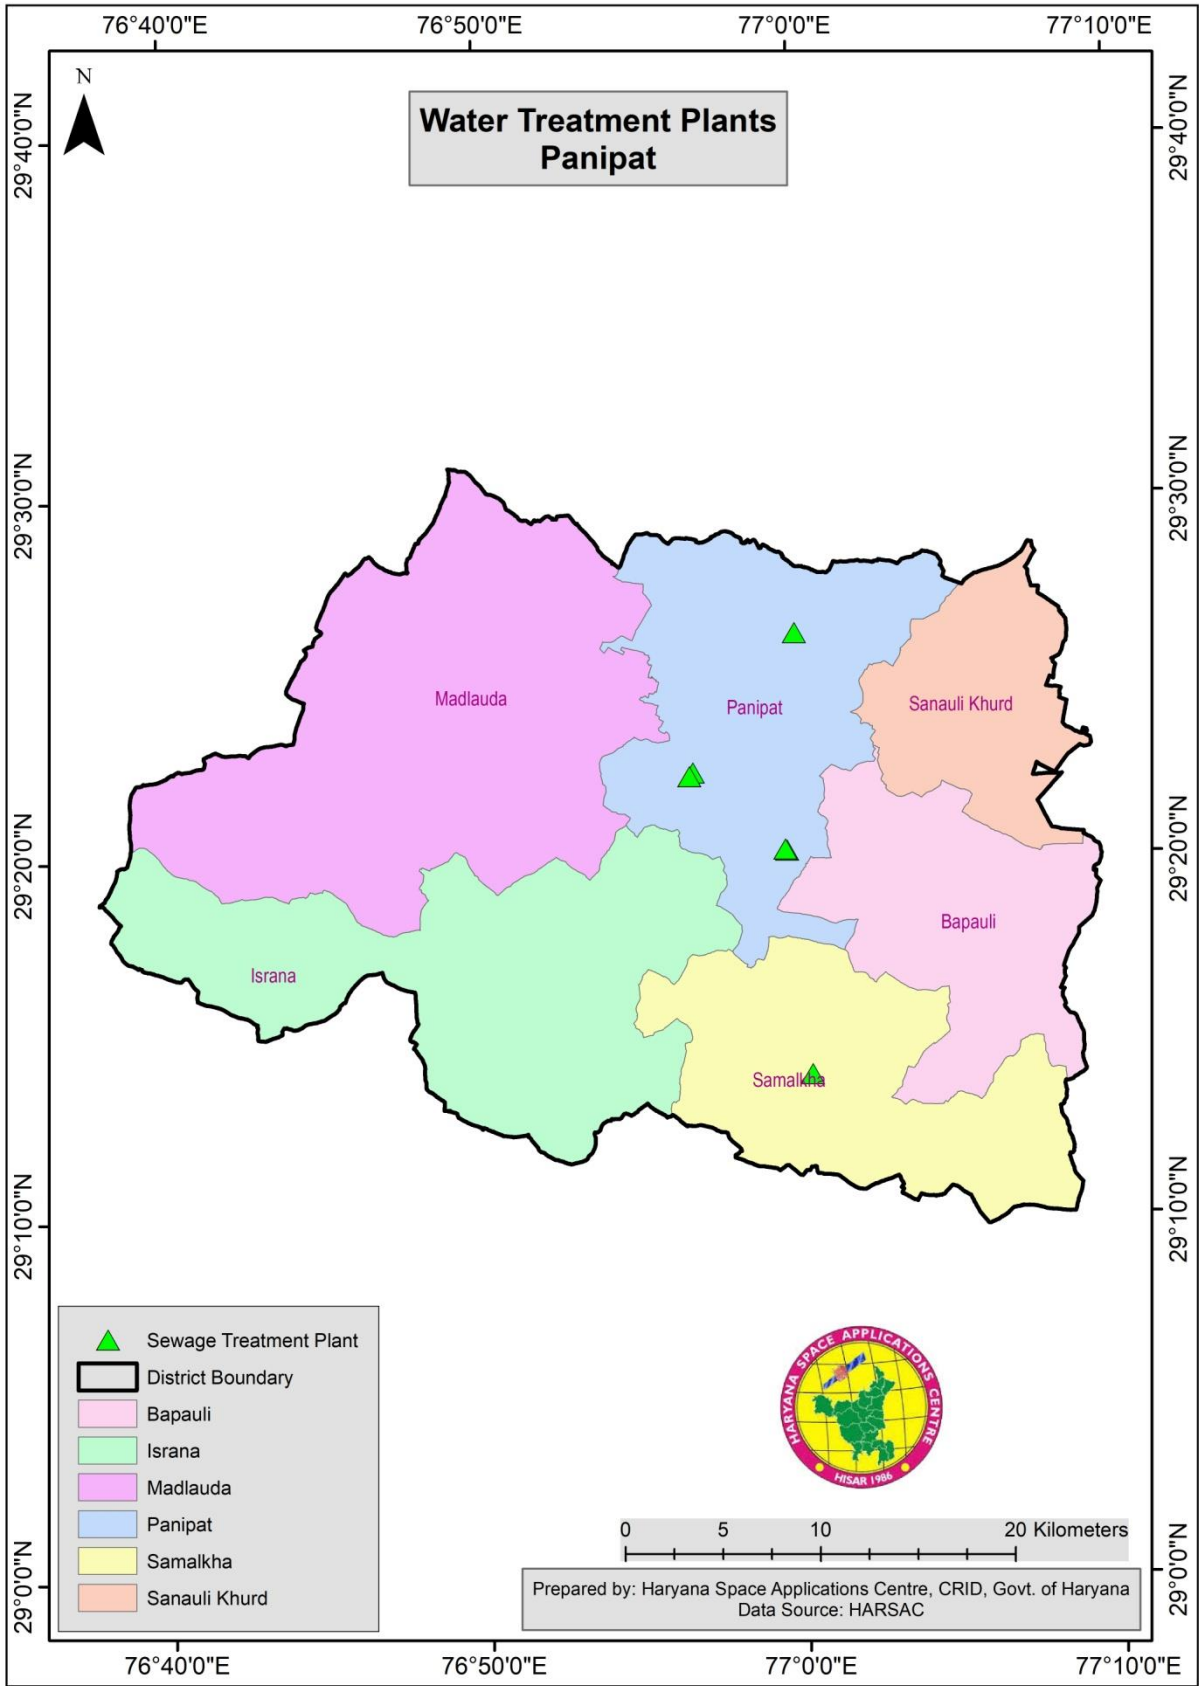 76°40'0"E
76°50'0"E
77°0'0"E
77°10'0"E
N
Water Treatment Plants
Panipat
29°40'0"N
29°40'0"N
29°30'0"N
29°30'0"N
Madlauda
Panipat
Sanauli Khurd
29°20'0"N
29°20'0"N
Bapauli
Israna
Samalkha
29°10'0"N
29°10'0"N
Sewage Treatment Plant
District Boundary
Bapauli
Israna
Madlauda
Panipat
Samalkha
Sanauli Khurd
HARYANA SPACE APPLICATIONS CENTRE
HISAR 1986
0 5 10 20 Kilometers
Prepared by: Haryana Space Applications Centre, CRID, Govt. of Haryana
Data Source: HARSAC
29°0'0"N
29°0'0"N
76°40'0"E
76°50'0"E
77°0'0"E
77°10'0"E